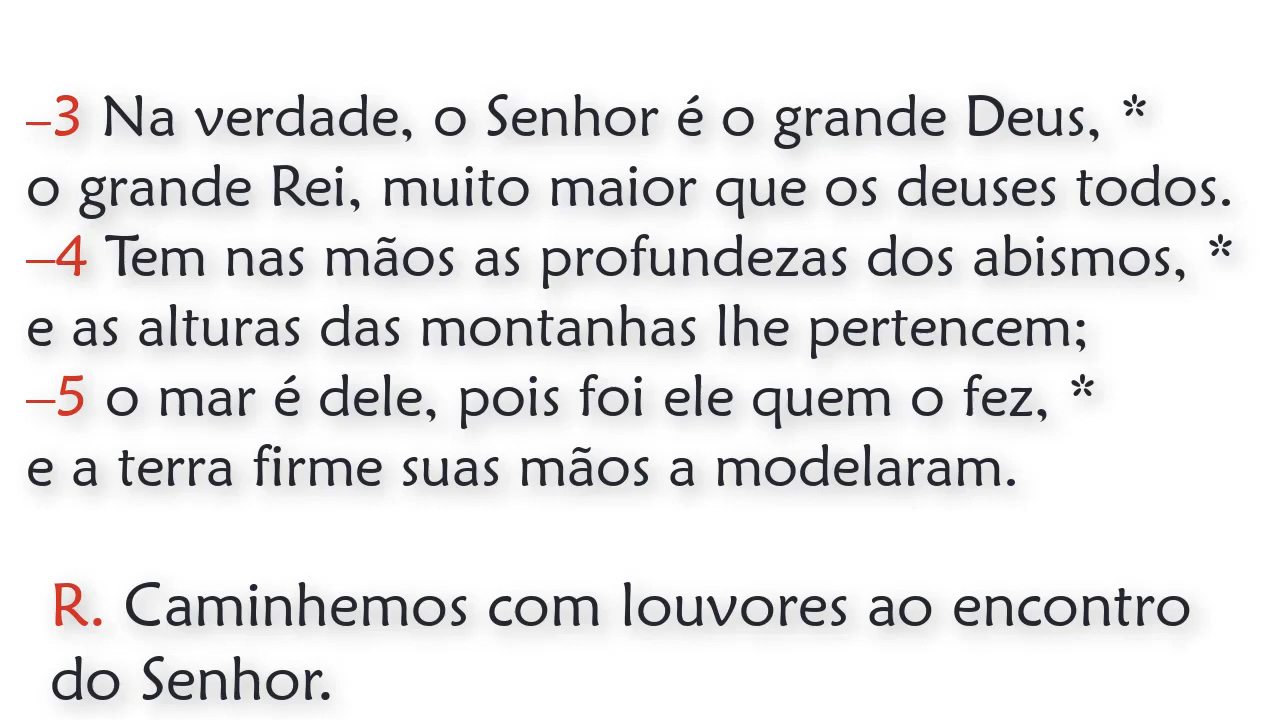 –3 Na verdade, o Senhor é o grande Deus, *
o grande Rei, muito maior que os deuses todos.
–4 Tem nas mãos as profundezas dos abismos, *
e as alturas das montanhas lhe pertencem;
–5 o mar é dele, pois foi ele quem o fez, *
e a terra firme suas mãos a modelaram.
R. Caminhemos com louvores ao encontro
do Senhor.